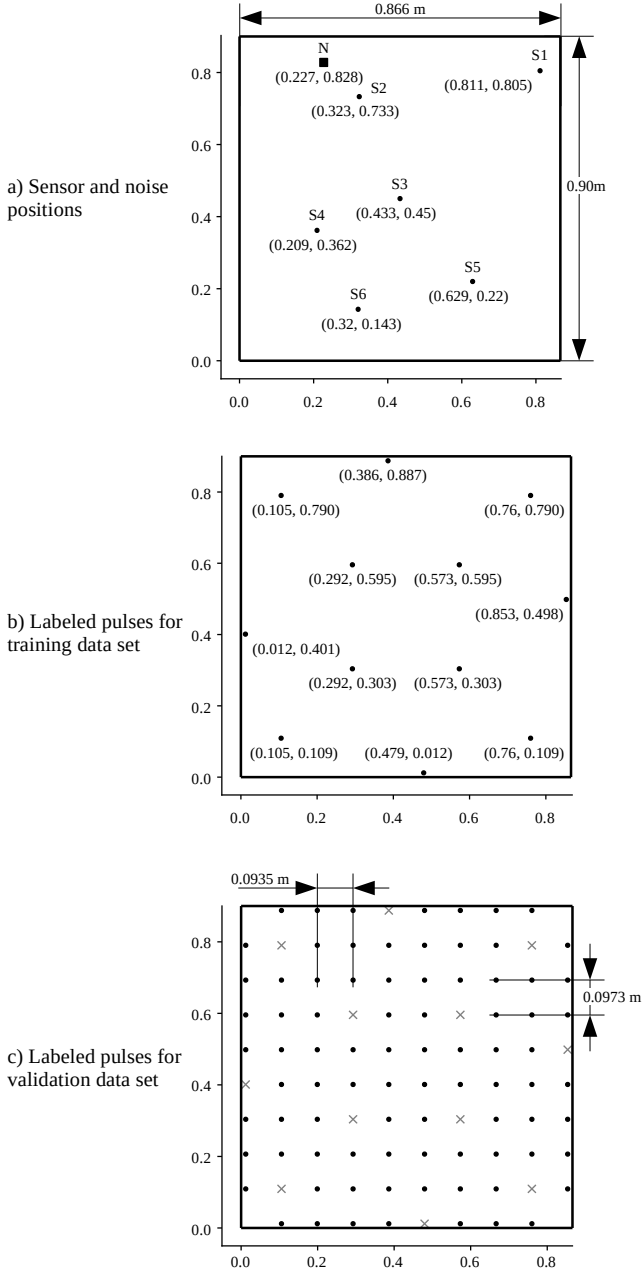 0.866 m
N
S1
0.8
(0.227, 0.828)
S2
(0.811, 0.805)
(0.323, 0.733)
0.6
a) Sensor and noise
positions
S3
0.90m
0.4
S4
(0.433, 0.45)
(0.209, 0.362)
S5
0.2
S6
(0.629, 0.22)
(0.32, 0.143)
0.0
0.0 0.2 0.4 0.6 0.8
(0.386, 0.887)
0.8
(0.105, 0.790) (0.76, 0.790)
0.6
(0.292, 0.595) (0.573, 0.595)
(0.853, 0.498)
b) Labeled pulses for
training data set
0.4
(0.012, 0.401)
(0.292, 0.303) (0.573, 0.303)
0.2
(0.105, 0.109) (0.479, 0.012) (0.76, 0.109)
0.0
0.0 0.2 0.4 0.6 0.8
0.0935 m
0.8
0.0973 m
0.6
c) Labeled pulses for
validation data set
0.4
0.2
0.0
0.0 0.2 0.4 0.6 0.8